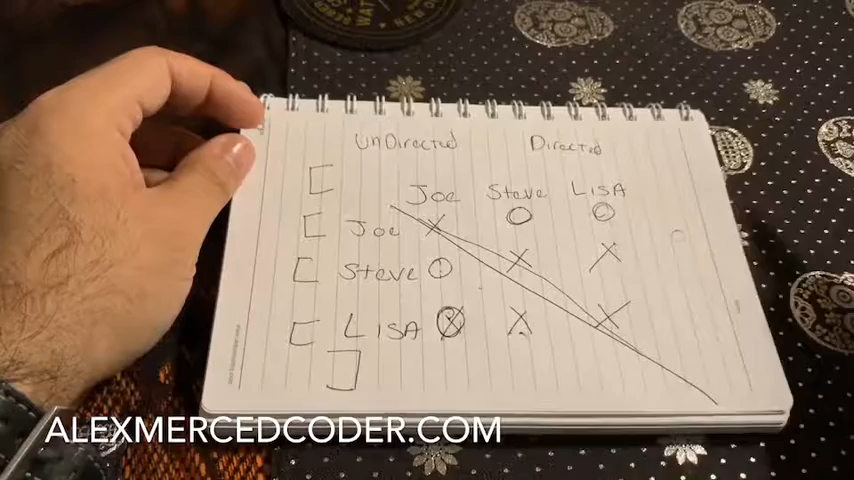 UnDirected Directed
[ Joe Steve LISA
[ Joe X O O
[ Steve O X X
[ LISA X X X
]
ALEXMERCEDCODER.COM